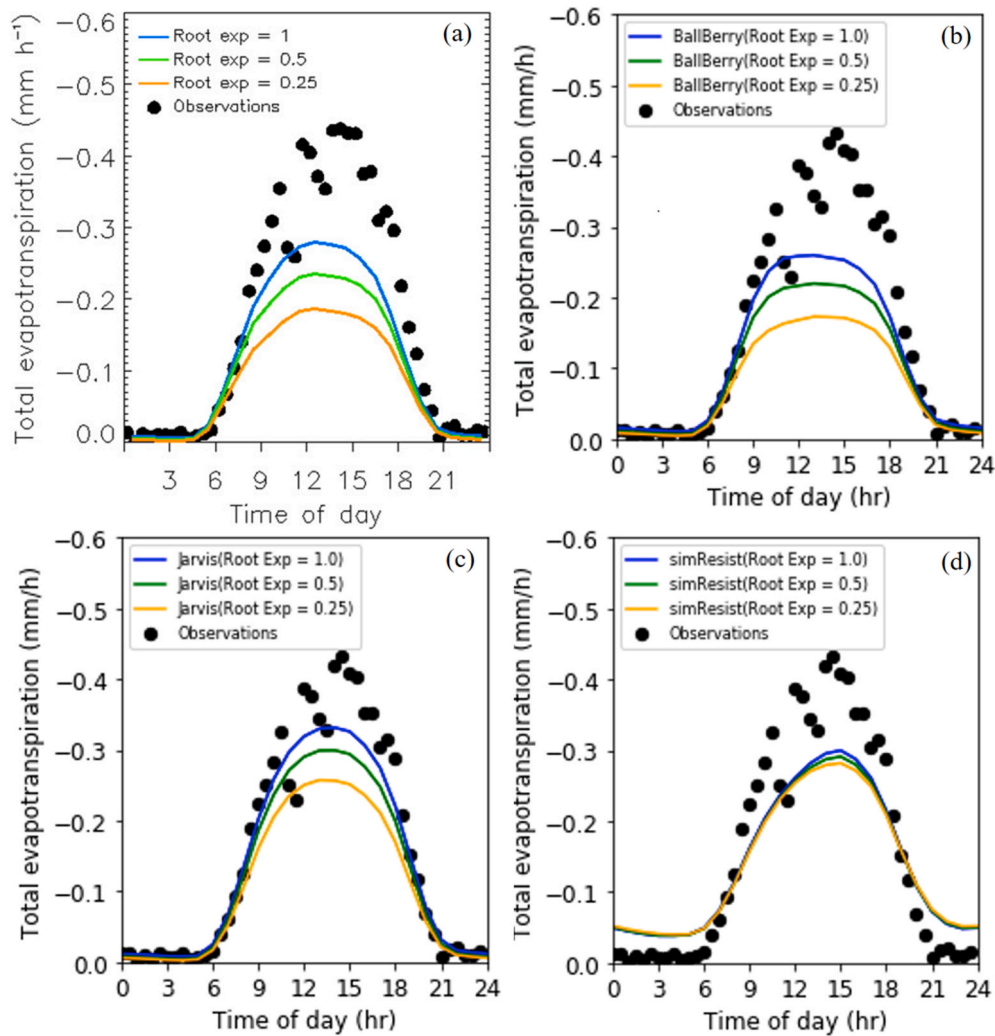 Total evapotranspiration (mm h⁻¹)
−0.6
−0.5
−0.4
−0.3
−0.2
−0.1
0.0
Root exp = 1
Root exp = 0.5
Root exp = 0.25
Observations
(a)
3 6 9 12 15 18 21
Time of day
Total evapotranspiration (mm/h)
−0.6
−0.5
−0.4
−0.3
−0.2
−0.1
0.0
BallBerry(Root Exp = 1.0)
BallBerry(Root Exp = 0.5)
BallBerry(Root Exp = 0.25)
Observations
(b)
0 3 6 9 12 15 18 21 24
Time of day (hr)
Total evapotranspiration (mm/h)
−0.6
−0.5
−0.4
−0.3
−0.2
−0.1
0.0
Jarvis(Root Exp = 1.0)
Jarvis(Root Exp = 0.5)
Jarvis(Root Exp = 0.25)
Observations
(c)
0 3 6 9 12 15 18 21 24
Time of day (hr)
Total evapotranspiration (mm/h)
−0.6
−0.5
−0.4
−0.3
−0.2
−0.1
0.0
simResist(Root Exp = 1.0)
simResist(Root Exp = 0.5)
simResist(Root Exp = 0.25)
Observations
(d)
0 3 6 9 12 15 18 21 24
Time of day (hr)